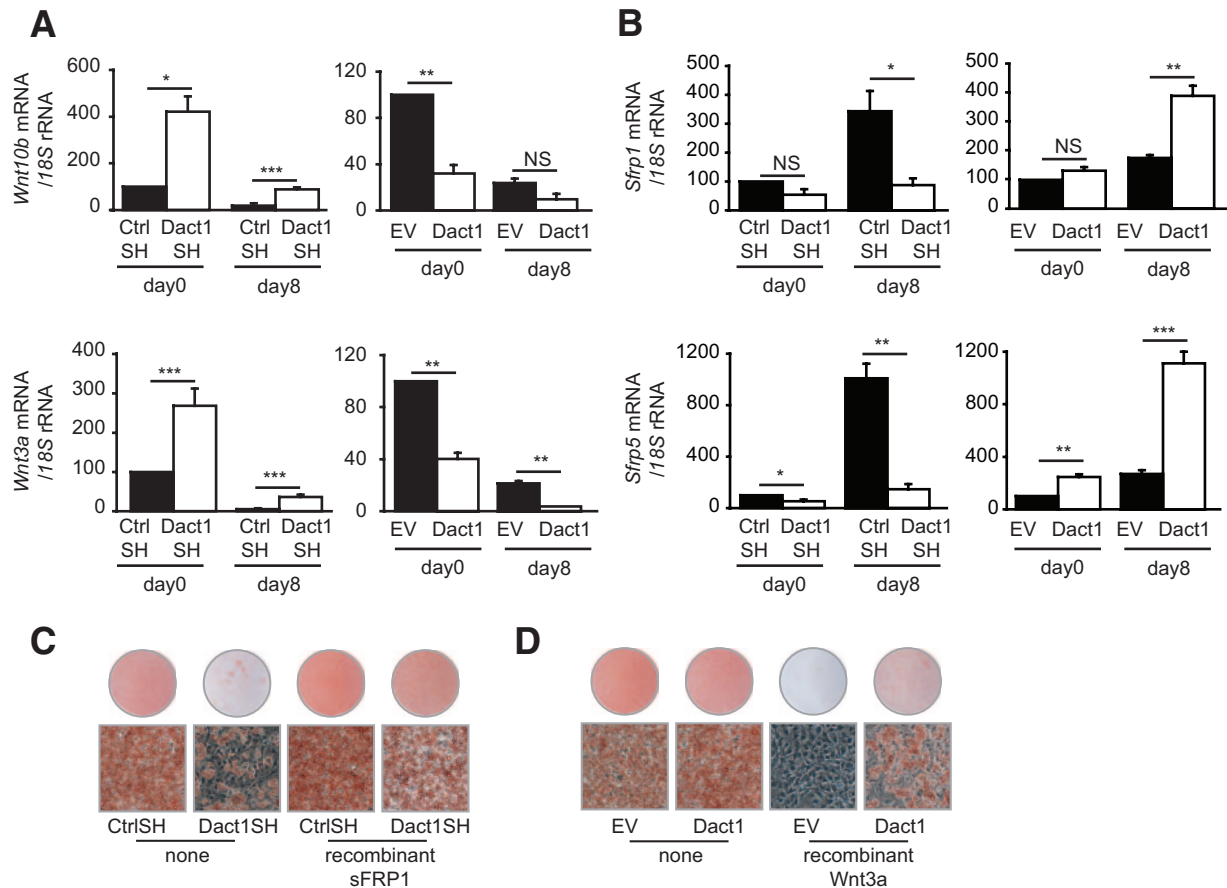 A
Wnt10b mRNA
/18S rRNA
600
400
200
0
*
***
Ctrl Dact1 Ctrl Dact1
SH SH SH SH
day0 day8
120
80
40
0
**
NS
EV Dact1 EV Dact1
day0 day8
Wnt3a mRNA
/18S rRNA
400
300
200
100
0
***
***
Ctrl Dact1 Ctrl Dact1
SH SH SH SH
day0 day8
120
80
40
0
**
**
EV Dact1 EV Dact1
day0 day8
B
Sfrp1 mRNA
/18S rRNA
500
400
300
200
100
0
NS
*
Ctrl Dact1 Ctrl Dact1
SH SH SH SH
day0 day8
500
400
300
200
100
0
NS
**
EV Dact1 EV Dact1
day0 day8
Sfrp5 mRNA
/18S rRNA
1200
800
400
0
*
**
Ctrl Dact1 Ctrl Dact1
SH SH SH SH
day0 day8
1200
800
400
0
**
***
EV Dact1 EV Dact1
day0 day8
C
CtrlSH Dact1SH CtrlSH Dact1SH
none recombinant
sFRP1
D
EV Dact1 EV Dact1
none recombinant
Wnt3a